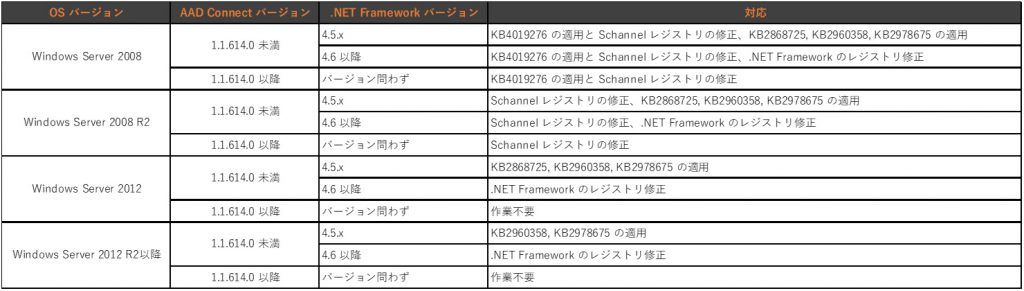 OS バージョン AAD Connect バージョン .NET Framework バージョン 対応
Windows Server 2008 1.1.614.0 未満 4.5.x KB4019276 の適用と Schannel レジストリの修正、KB2868725, KB2960358, KB2978675 の適用
4.6 以降 KB4019276 の適用と Schannel レジストリの修正、.NET Framework のレジストリ修正
1.1.614.0 以降 バージョン問わず KB4019276 の適用と Schannel レジストリの修正
Windows Server 2008 R2 1.1.614.0 未満 4.5.x Schannel レジストリの修正、KB2868725, KB2960358, KB2978675 の適用
4.6 以降 Schannel レジストリの修正、.NET Framework のレジストリ修正
1.1.614.0 以降 バージョン問わず Schannel レジストリの修正
Windows Server 2012 1.1.614.0 未満 4.5.x KB2868725, KB2960358, KB2978675 の適用
4.6 以降 .NET Framework のレジストリ修正
1.1.614.0 以降 バージョン問わず 作業不要
Windows Server 2012 R2以降 1.1.614.0 未満 4.5.x KB2960358, KB2978675 の適用
4.6 以降 .NET Framework のレジストリ修正
1.1.614.0 以降 バージョン問わず 作業不要